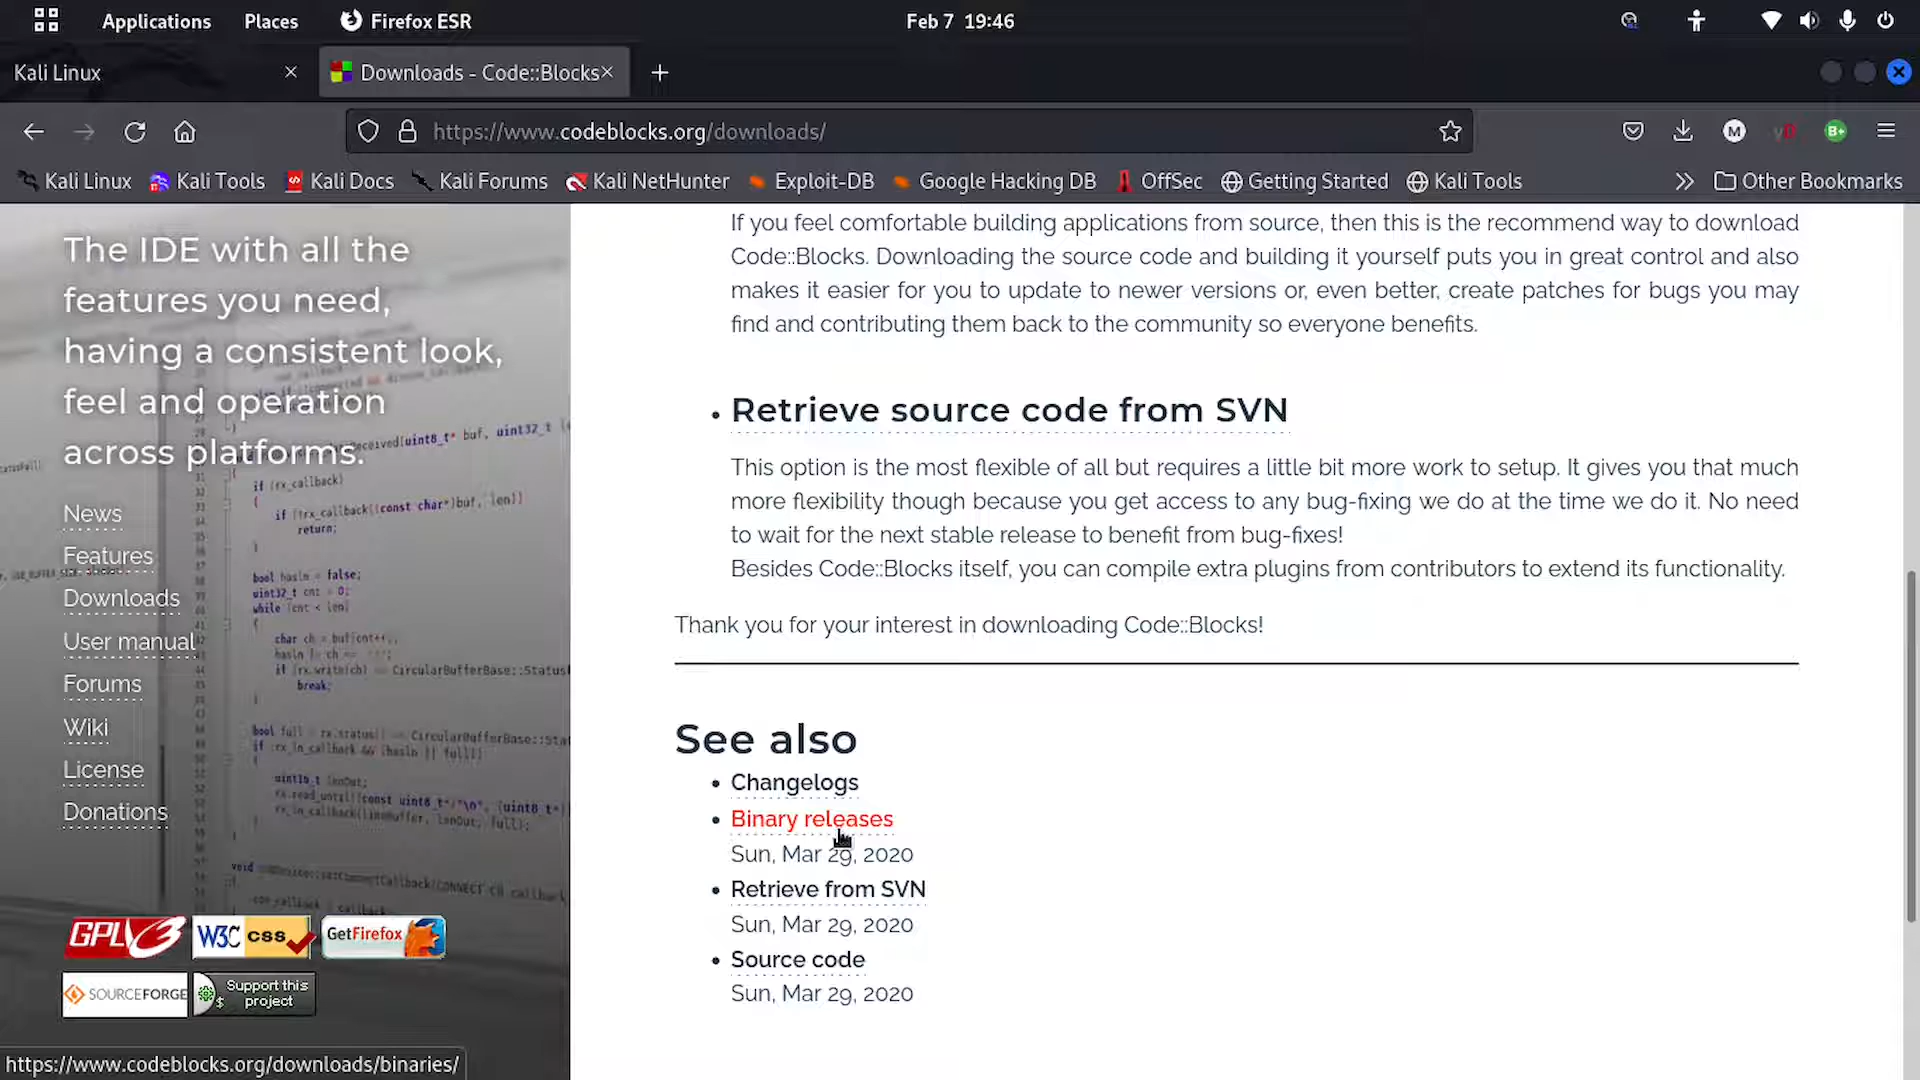 Applications Places Firefox ESR Feb 7 19:46
Kali Linux Downloads - Code::Blocks
https://www.codeblocks.org/downloads/
Kali Linux Kali Tools Kali Docs Kali Forums Kali NetHunter Exploit-DB Google Hacking DB OffSec Getting Started Kali Tools Other Bookmarks
The IDE with all the
features you need,
having a consistent look,
feel and operation
across platforms.
News
Features
Downloads
User manual
Forums
Wiki
License
Donations
GPLV3 W3C CSS GetFirefox
SOURCEFORGE Support this
project
If you feel comfortable building applications from source, then this is the recommend way to download
Code::Blocks. Downloading the source code and building it yourself puts you in great control and also
makes it easier for you to update to newer versions or, even better, create patches for bugs you may
find and contributing them back to the community so everyone benefits.
Retrieve source code from SVN
This option is the most flexible of all but requires a little bit more work to setup. It gives you that much
more flexibility though because you get access to any bug-fixing we do at the time we do it. No need
to wait for the next stable release to benefit from bug-fixes!
Besides Code::Blocks itself, you can compile extra plugins from contributors to extend its functionality.
Thank you for your interest in downloading Code::Blocks!
See also
Changelogs
Binary releases
Sun, Mar 29, 2020
Retrieve from SVN
Sun, Mar 29, 2020
Source code
Sun, Mar 29, 2020
https://www.codeblocks.org/downloads/binaries/